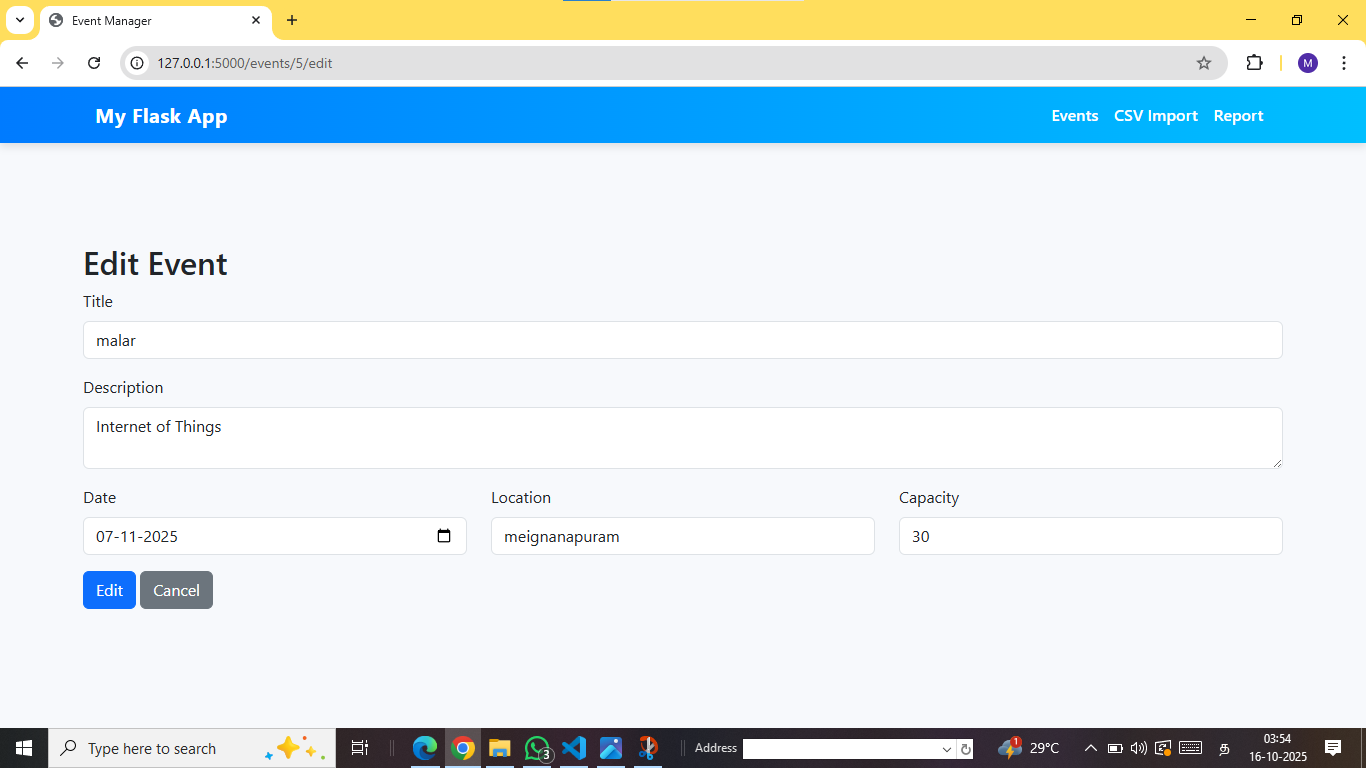 Event Manager
127.0.0.1:5000/events/5/edit
M
My Flask App
Events CSV Import Report
Edit Event
Title
malar
Description
Internet of Things
Date Location Capacity
07-11-2025 meignanapuram 30
Edit Cancel
Type here to search
3
Address
1
29°C
த
03:54
16-10-2025